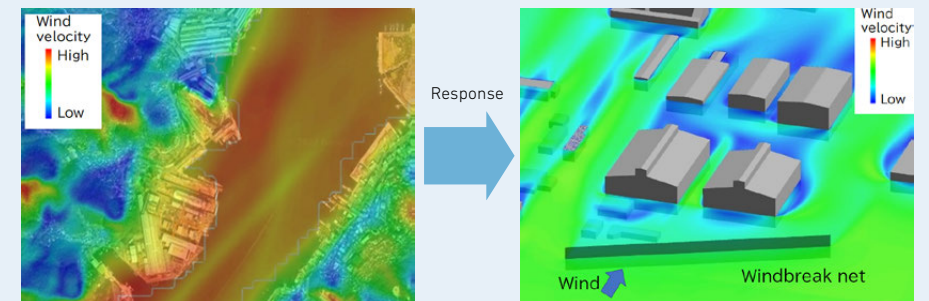 Wind
velocity
High
Low
Response
Wind
velocity
High
Low
Wind
Windbreak net